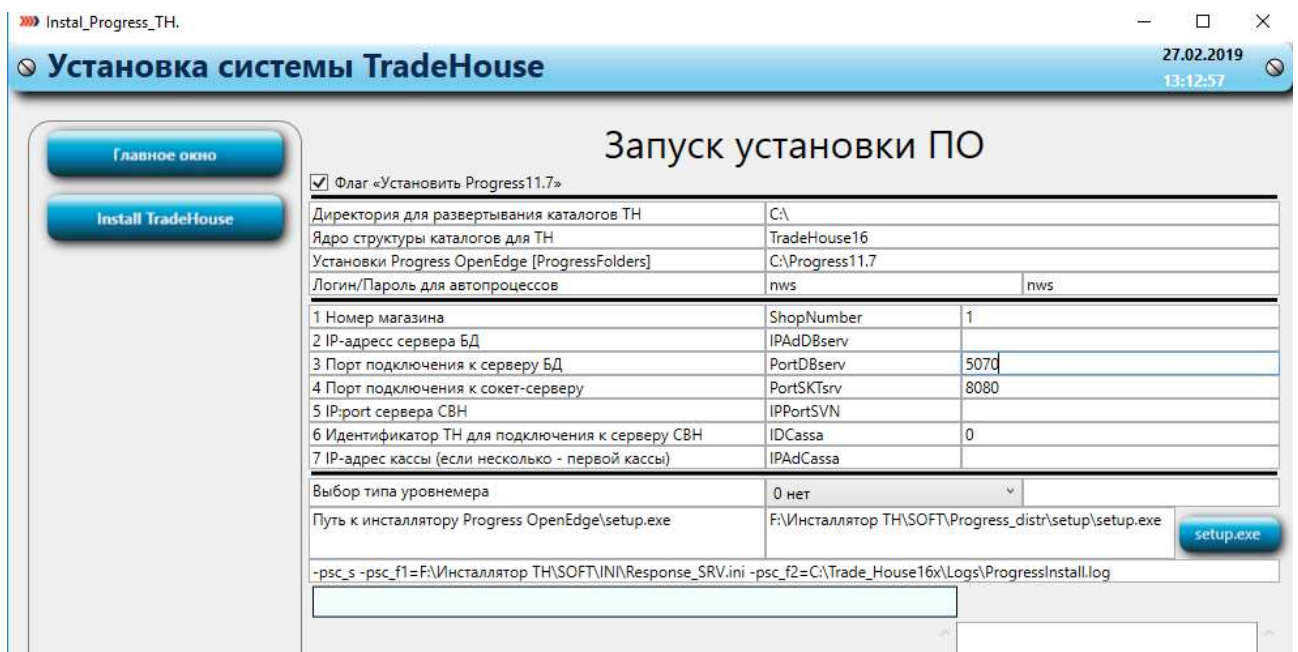 Instal_Progress_TH.
Установка системы TradeHouse
27.02.2019
13:12:57
Главное окно
Install TradeHouse
Запуск установки ПО
Флаг «Установить Progress11.7»
Директория для развертывания каталогов ТН C:\
Ядро структуры каталогов для ТН TradeHouse16
Установки Progress OpenEdge [ProgressFolders] C:\Progress11.7
Логин/Пароль для автопроцессов nws nws
1 Номер магазина ShopNumber 1
2 IP-адресс сервера БД IPAdDBserv
3 Порт подключения к серверу БД PortDBserv 5070
4 Порт подключения к сокет-серверу PortSKTsrv 8080
5 IP:port сервера СВН IPPortSVN
6 Идентификатор ТН для подключения к серверу СВН IDCassa 0
7 IP-адрес кассы (если несколько - первой кассы) IPAdCassa
Выбор типа уровнемера 0 нет
Путь к инсталлятору Progress OpenEdge\setup.exe F:\Инсталлятор ТН\SOFT\Progress_distr\setup\setup.exe
setup.exe
-psc_s -psc_f1=F:\Инсталлятор ТН\SOFT\INI\Response_SRV.ini -psc_f2=C:\Trade_House16x\Logs\ProgressInstall.log